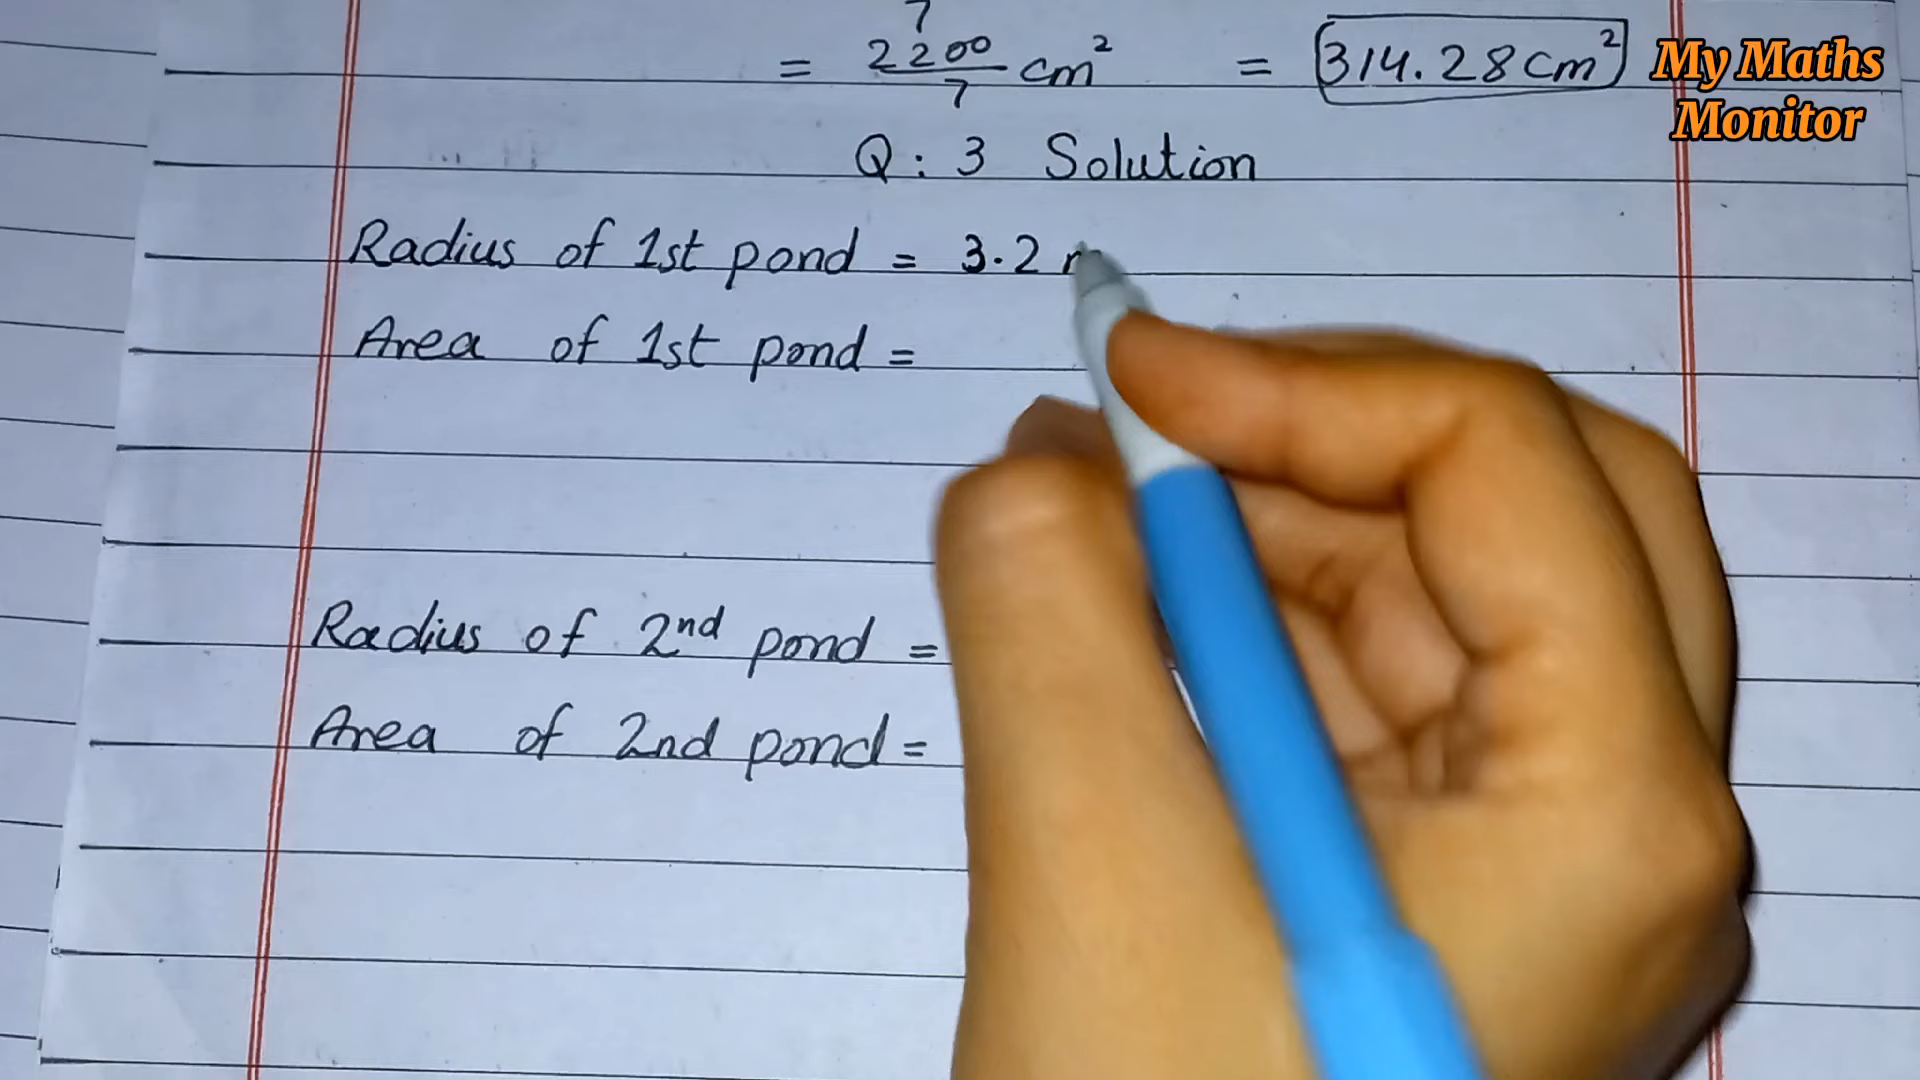 7
= 2200/7 cm² = 314.28 cm²
My Maths
Monitor
Q : 3 Solution
Radius of 1st pond = 3.2 m
Area of 1st pond =
Radius of 2nd pond =
Area of 2nd pond =